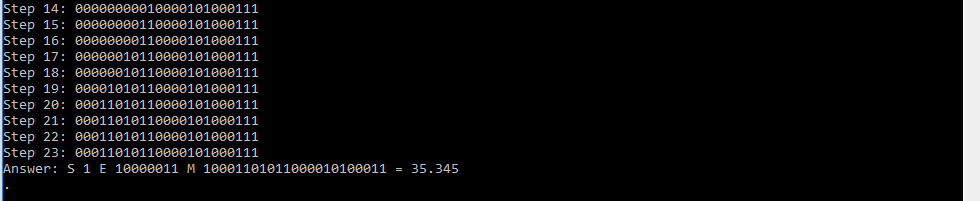 Step 14: 00000000010000101000111
Step 15: 00000000110000101000111
Step 16: 00000000110000101000111
Step 17: 00000010110000101000111
Step 18: 00000010110000101000111
Step 19: 00001010110000101000111
Step 20: 00011010110000101000111
Step 21: 00011010110000101000111
Step 22: 00011010110000101000111
Step 23: 00011010110000101000111
Answer: S 1 E 10000011 M 10001101011000010100011 = 35.345
.